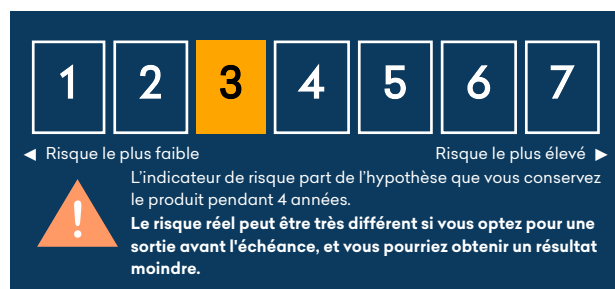 1 2 3 4 5 6 7
◄ Risque le plus faible Risque le plus élevé ►
L'indicateur de risque part de l'hypothèse que vous conservez
le produit pendant 4 années.
Le risque réel peut être très différent si vous optez pour une
sortie avant l'échéance, et vous pourriez obtenir un résultat
moindre.
!